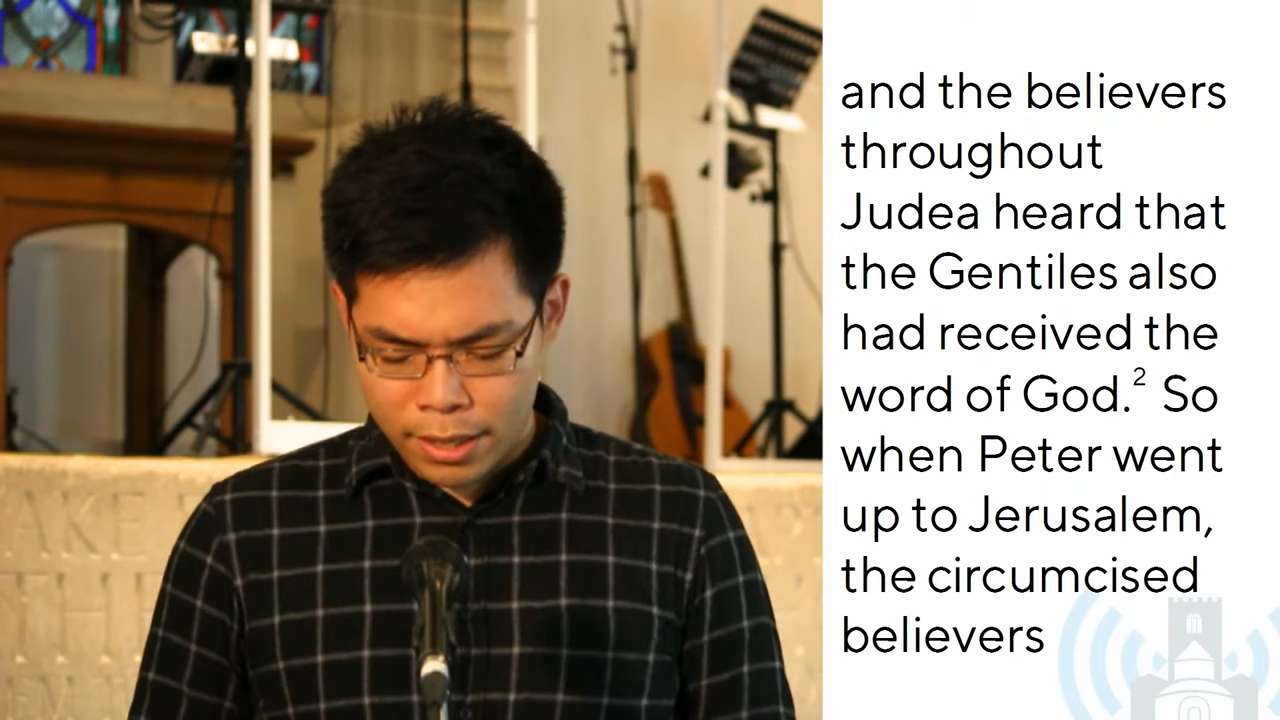 and the believers
throughout
Judea heard that
the Gentiles also
had received the
word of God.² So
when Peter went
up to Jerusalem,
the circumcised
believers
AKE